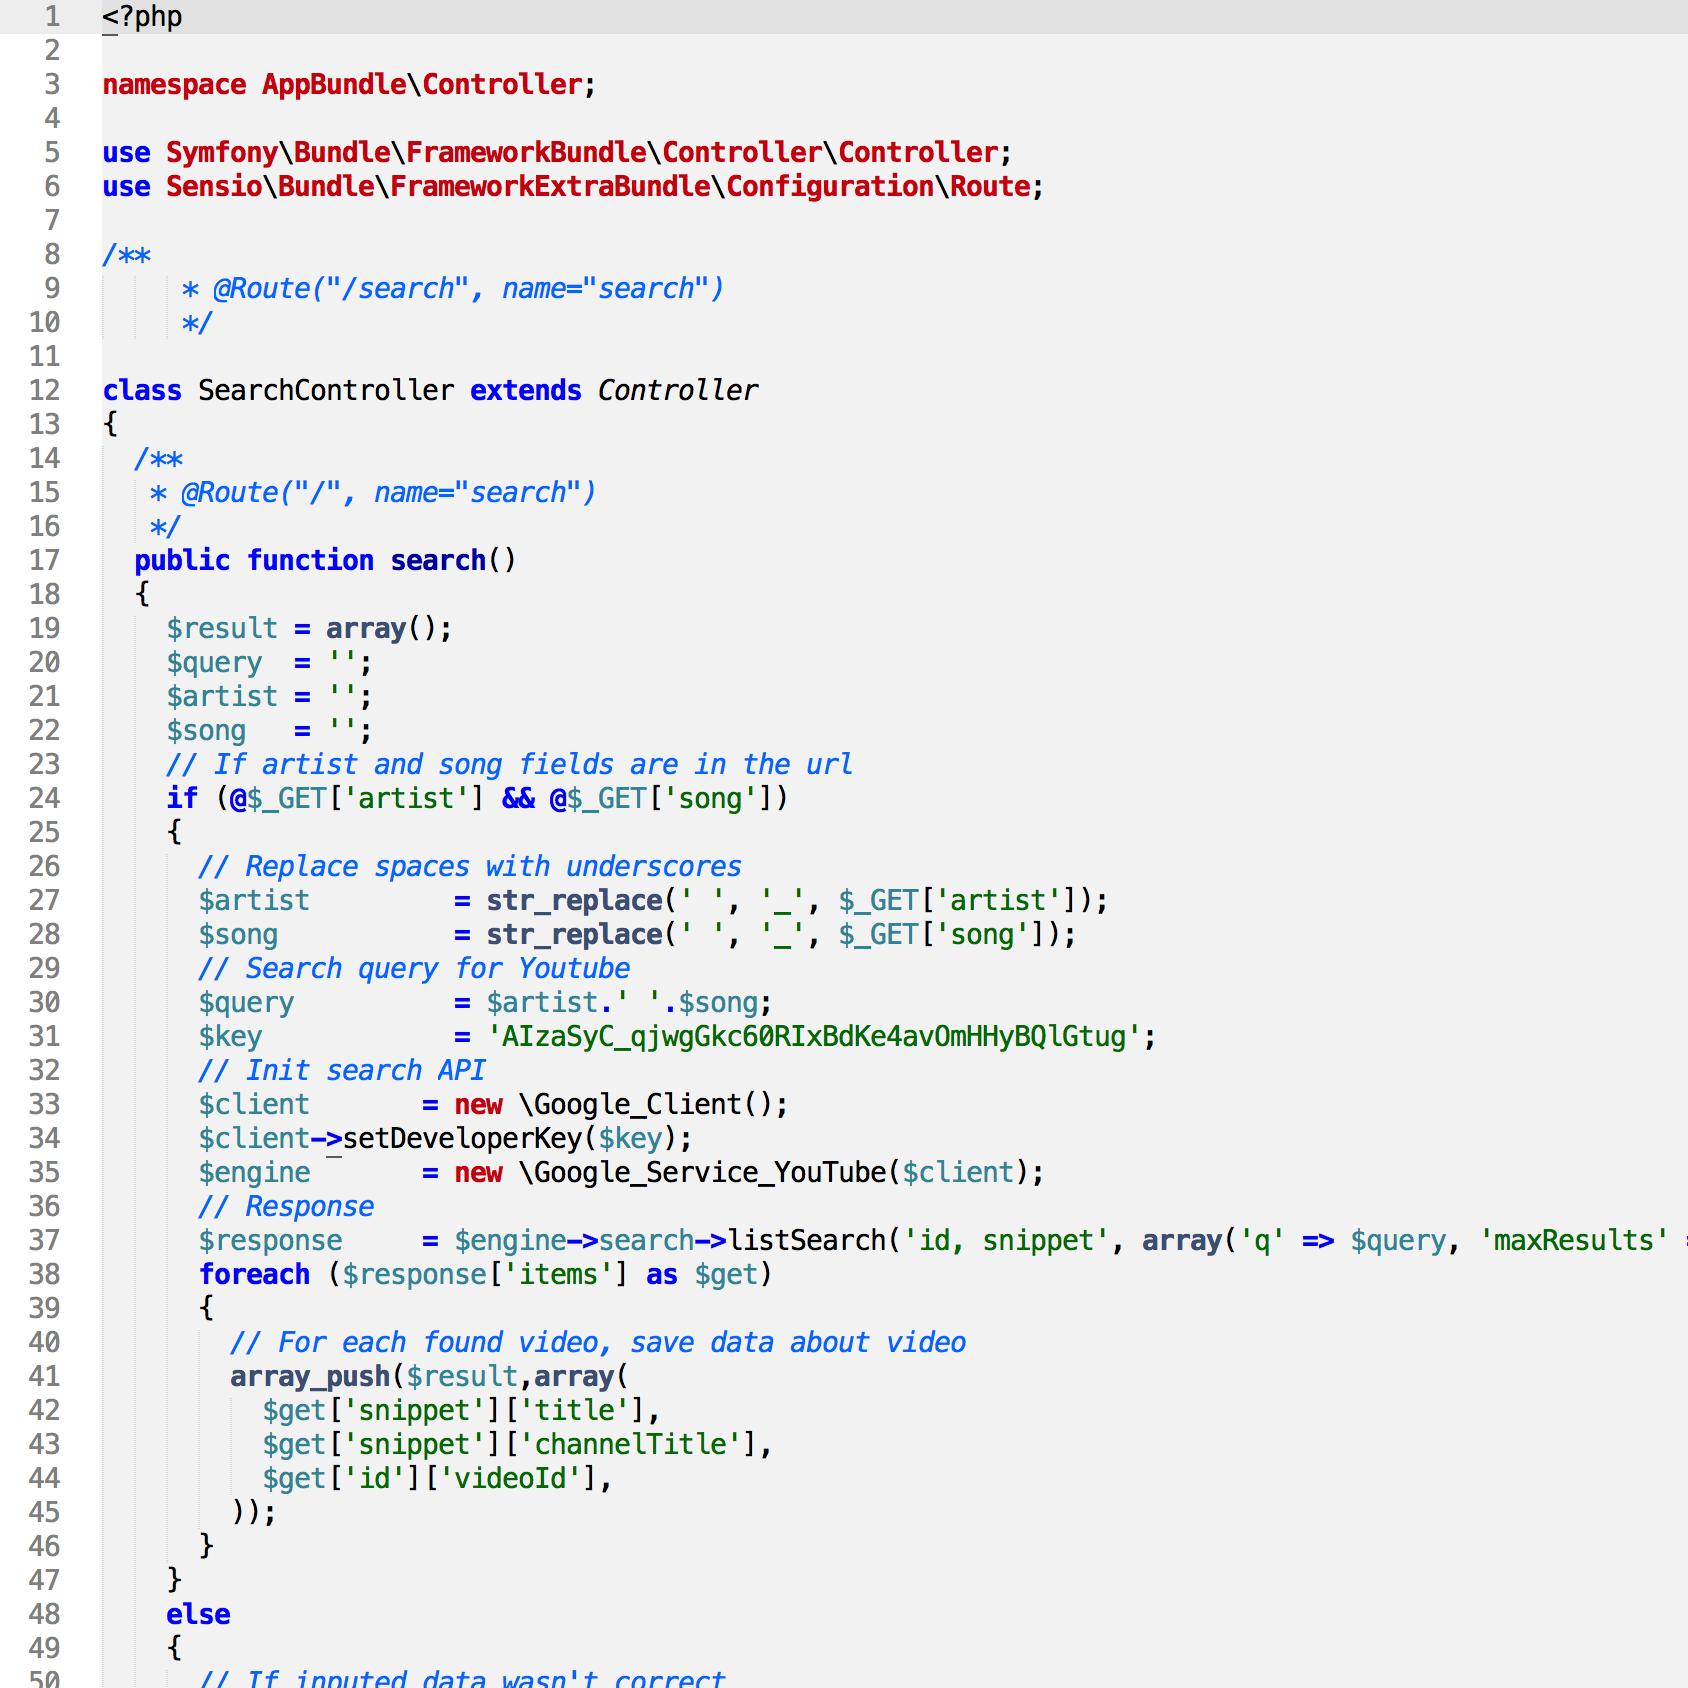 1 <?php
2
3 namespace AppBundle\Controller;
4
5 use Symfony\Bundle\FrameworkBundle\Controller\Controller;
6 use Sensio\Bundle\FrameworkExtraBundle\Configuration\Route;
7
8 /**
9 * @Route("/search", name="search")
10 */
11
12 class SearchController extends Controller
13 {
14 /**
15 * @Route("/", name="search")
16 */
17 public function search()
18 {
19 $result = array();
20 $query = '';
21 $artist = '';
22 $song = '';
23 // If artist and song fields are in the url
24 if (@$_GET['artist'] && @$_GET['song'])
25 {
26 // Replace spaces with underscores
27 $artist = str_replace(' ', '_', $_GET['artist']);
28 $song = str_replace(' ', '_', $_GET['song']);
29 // Search query for Youtube
30 $query = $artist.' '.$song;
31 $key = 'AIzaSyC_qjwgGkc60RIxBdKe4avOmHHyBQlGtug';
32 // Init search API
33 $client = new \Google_Client();
34 $client->setDeveloperKey($key);
35 $engine = new \Google_Service_YouTube($client);
36 // Response
37 $response = $engine->search->listSearch('id, snippet', array('q' => $query, 'maxResults' =
38 foreach ($response['items'] as $get)
39 {
40 // For each found video, save data about video
41 array_push($result,array(
42 $get['snippet']['title'],
43 $get['snippet']['channelTitle'],
44 $get['id']['videoId'],
45 ));
46 }
47 }
48 else
49 {
50 // If inputed data wasn't correct